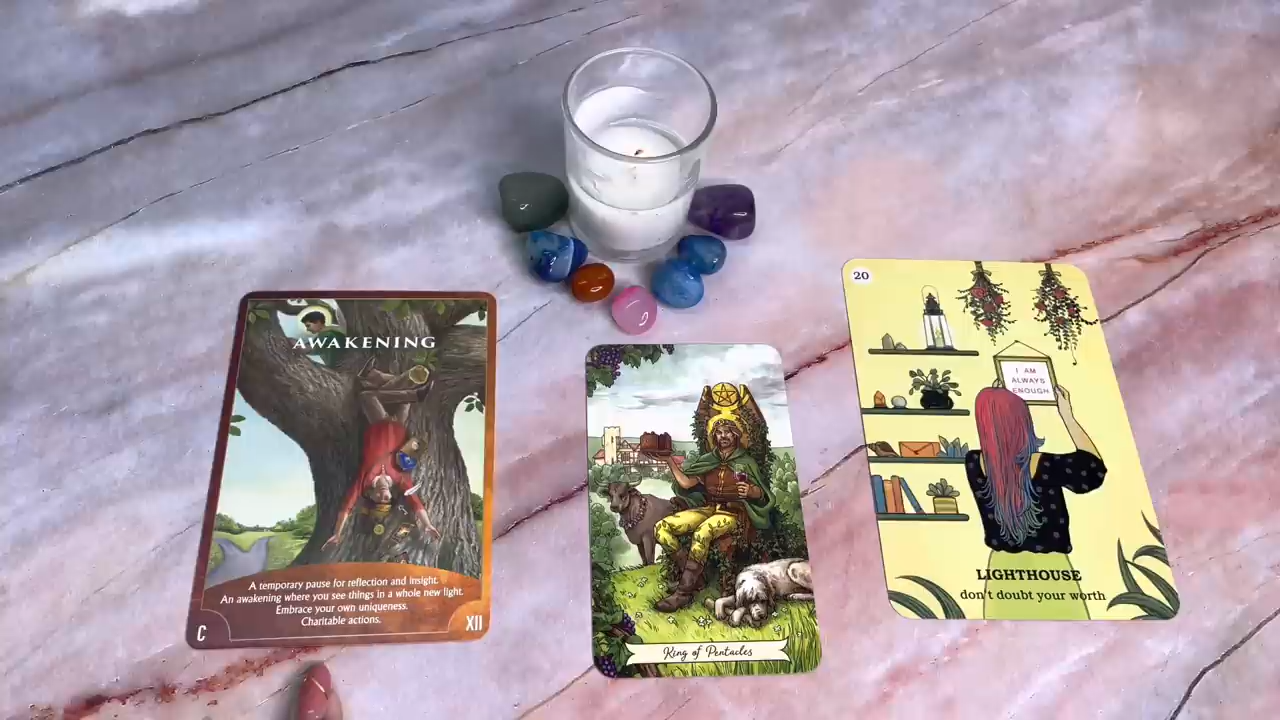 AWAKENING
A temporary pause for reflection and insight.
An awakening where you see things in a whole new light.
Embrace your own uniqueness.
Charitable actions.
C
XII
King of Pentacles
20
I AM
ALWAYS
ENOUGH
LIGHTHOUSE
don't doubt your worth